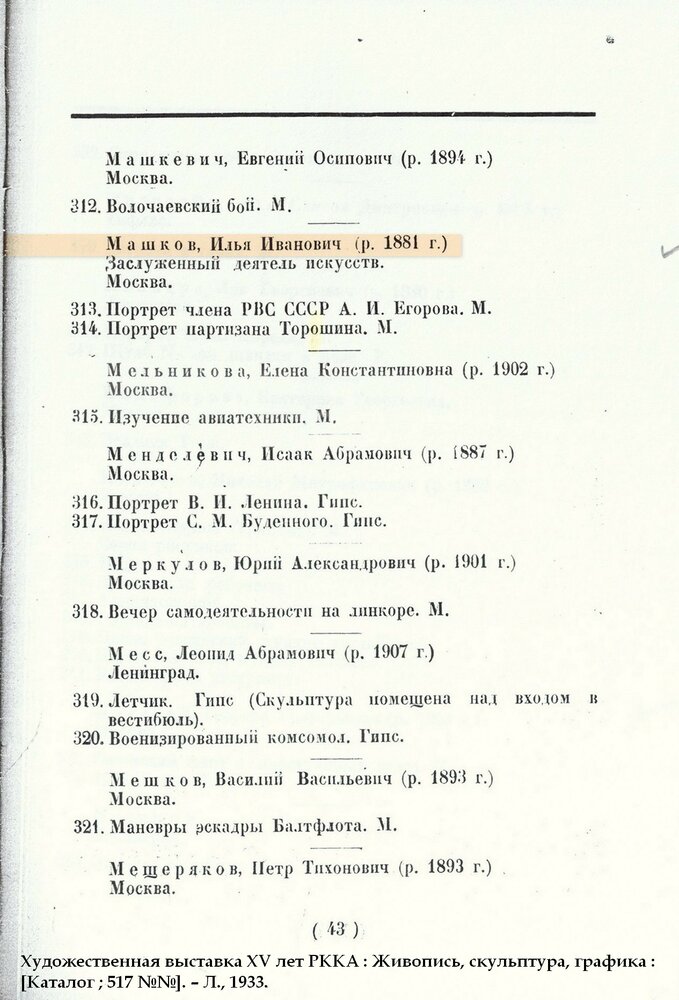 Машкевич, Евгений Осипович (р. 1894 г.)
Москва.
312. Волочаевский бой. М.
Машков, Илья Иванович (р. 1881 г.)
Заслуженный деятель искусств.
Москва.
313. Портрет члена РВС СССР А. И. Егорова. М.
314. Портрет партизана Торошина. М.
Мельникова, Елена Константиновна (р. 1902 г.)
Москва.
315. Изучение авиатехники. М.
Менделевич, Исаак Абрамович (р. 1887 г.)
Москва.
316. Портрет В. И. Ленина. Гипс.
317. Портрет С. М. Буденного. Гипс.
Меркулов, Юрий Александрович (р. 1901 г.)
Москва.
318. Вечер самодеятельности на линкоре. М.
Месс, Леонид Абрамович (р. 1907 г.)
Ленинград.
319. Летчик. Гипс (Скульптура помещена над входом в
вестибюль).
320. Военизированный комсомол. Гипс.
Мешков, Василий Васильевич (р. 1893 г.)
Москва.
321. Маневры эскадры Балтфлота. М.
Мещеряков, Петр Тихонович (р. 1893 г.)
Москва.
( 43 )
Художественная выставка XV лет РККА : Живопись, скульптура, графика :
[Каталог ; 517 №№]. – Л., 1933.